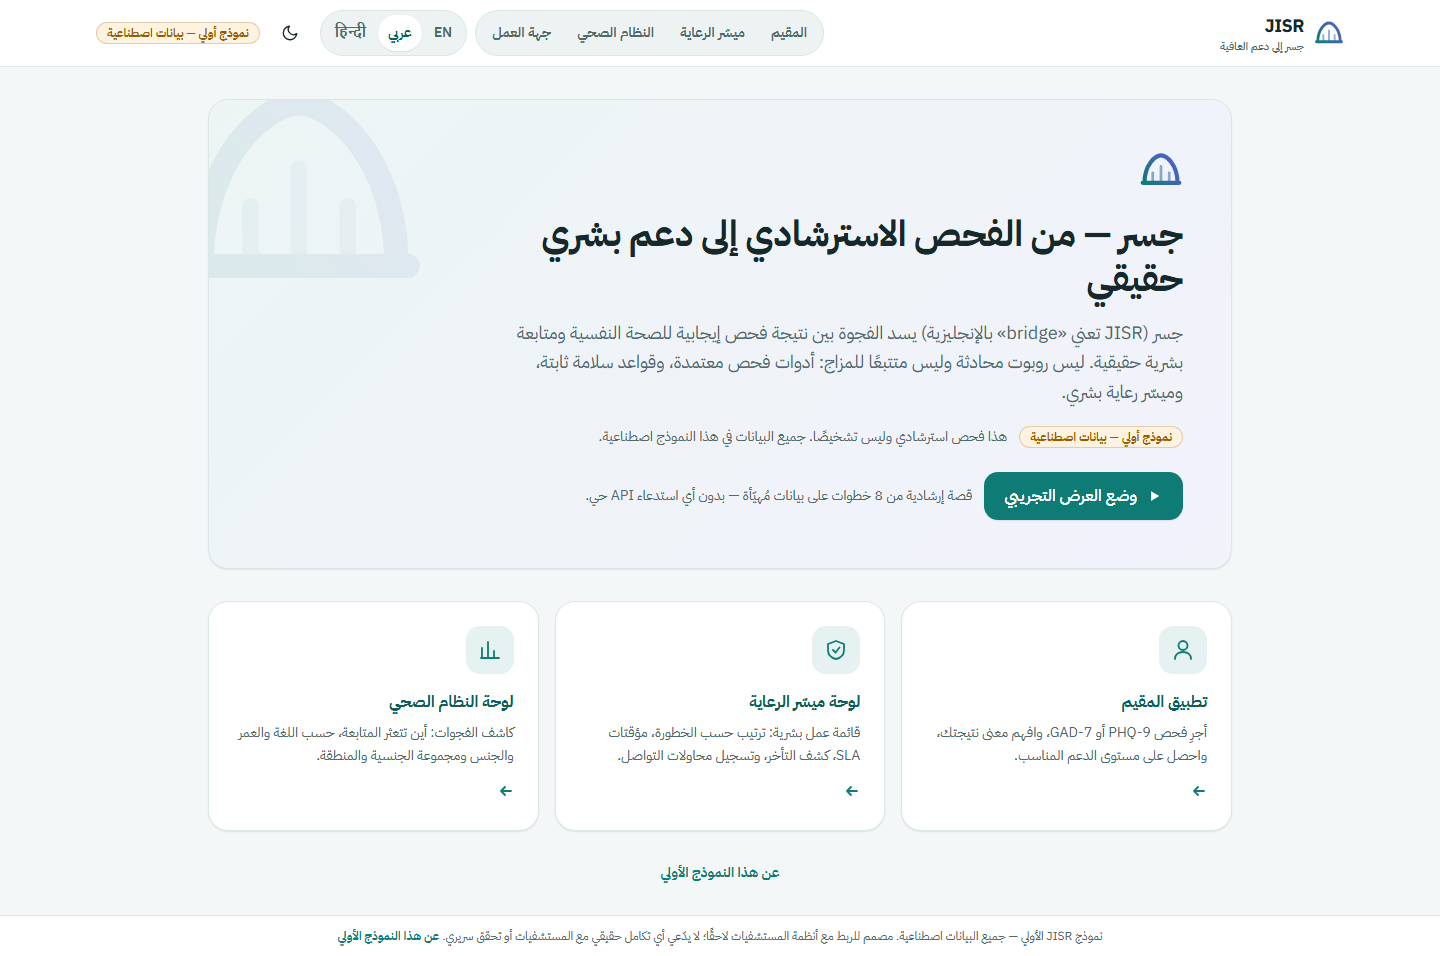 JISR
جسر إلى دعم العافية
المقيم
ميسّر الرعاية
النظام الصحي
جهة العمل
EN
عربي
हिन्दी
نموذج أولي — بيانات اصطناعية
جسر — من الفحص الاسترشادي إلى دعم بشري
حقيقي
جسر (JISR تعني «bridge» بالإنجليزية) يسد الفجوة بين نتيجة فحص إيجابية للصحة النفسية ومتابعة
بشرية حقيقية. ليس روبوت محادثة وليس متتبعًا للمزاج: أدوات فحص معتمدة، وقواعد سلامة ثابتة،
وميسّر رعاية بشري.
نموذج أولي — بيانات اصطناعية
هذا فحص استرشادي وليس تشخيصًا. جميع البيانات في هذا النموذج اصطناعية.
وضع العرض التجريبي
قصة إرشادية من 8 خطوات على بيانات مُهيّأة — بدون أي استدعاء API حي.
تطبيق المقيم
أجرِ فحص PHQ-9 أو GAD-7، وافهم معنى نتيجتك،
واحصل على مستوى الدعم المناسب.
لوحة ميسّر الرعاية
قائمة عمل بشرية: ترتيب حسب الخطورة، مؤقتات
SLA، كشف التأخر، وتسجيل محاولات التواصل.
لوحة النظام الصحي
كاشف الفجوات: أين تتعثر المتابعة، حسب اللغة والعمر
والجنس ومجموعة الجنسية والمنطقة.
عن هذا النموذج الأولي
نموذج JISR الأولي — جميع البيانات اصطناعية. مصمم للربط مع أنظمة المستشفيات لاحقًا؛ لا يدّعي أي تكامل حقيقي مع المستشفيات أو تحقق سريري. عن هذا النموذج الأولي